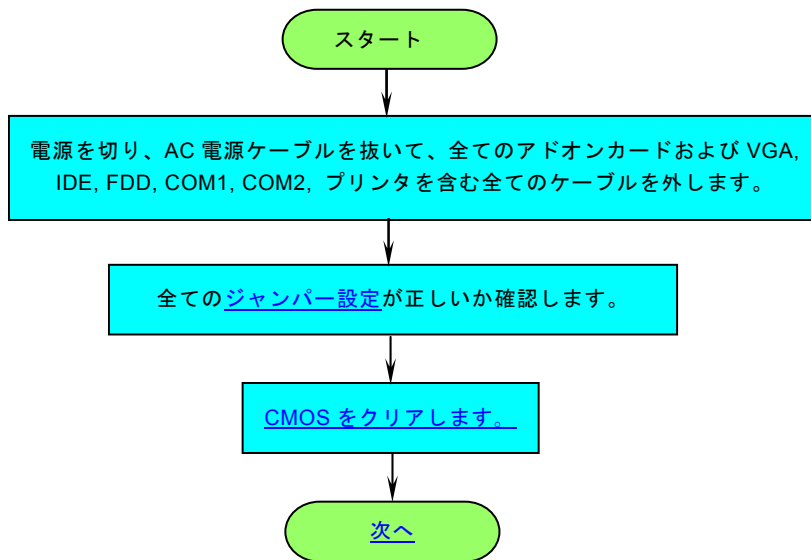 スタート
電源を切り、AC 電源ケーブルを抜いて、全てのアドオンカードおよび VGA,
IDE, FDD, COM1, COM2, プリンタを含む全てのケーブルを外します。
全てのジャンパー設定が正しいか確認します。
CMOS をクリアします。
次へ